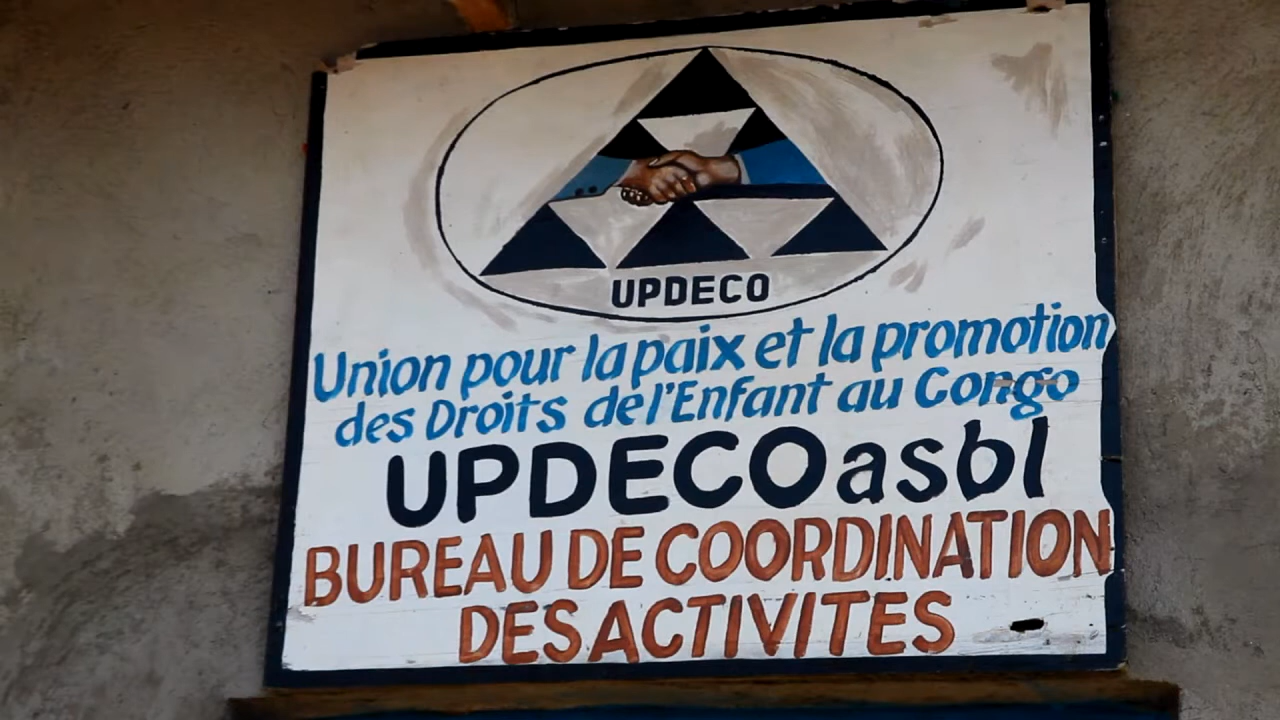 UPDECO
Union pour la paix et la promotion
des Droits de l'Enfant au Congo
UPDECO asbl
BUREAU DE COORDINATION
DES ACTIVITES